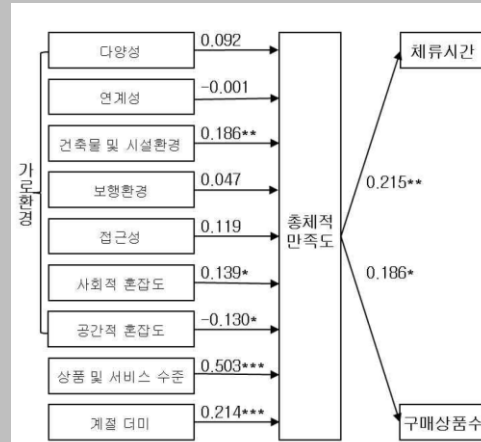 다양성
0.092
체류시간
연계성
-0.001
건축물 및 시설환경
0.186**
가로환경
보행환경
0.047
0.215**
총체적
만족도
접근성
0.119
사회적 혼잡도
0.139*
0.186*
공간적 혼잡도
-0.130*
상품 및 서비스 수준
0.503***
계절 더미
0.214***
구매상품수